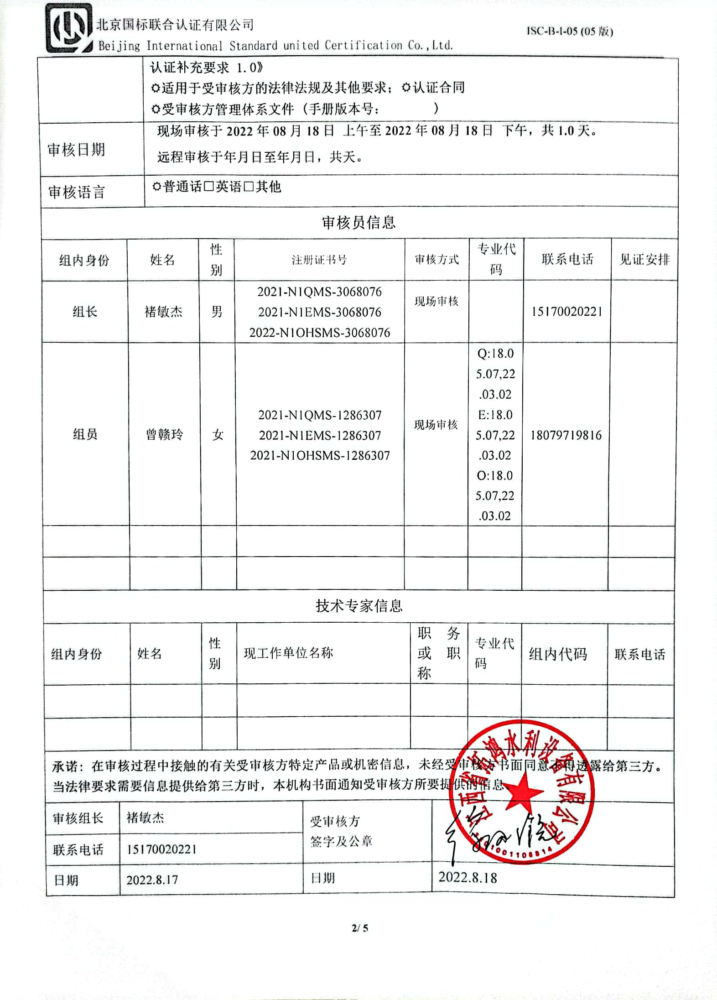 北京国标联合认证有限公司
ISC-B-I-05 (05 版)
Beijing International Standard united Certification Co.,Ltd.
认证补充要求 1.0》
适用于受审核方的法律法规及其他要求；认证合同
受审核方管理体系文件（手册版本号： ）
审核日期
现场审核于 2022 年 08 月 18 日 上午至 2022 年 08 月 18 日 下午，共 1.0 天。
远程审核于年月日至年月日，共天。
审核语言
普通话□英语□其他
审核员信息
组内身份 姓名 性别 注册证书号 审核方式 专业代码 联系电话 见证安排
组长 褚敏杰 男
2021-N1QMS-3068076
2021-N1EMS-3068076
2022-N1OHSMS-3068076
现场审核
15170020221
组员 曾赣玲 女
2021-N1QMS-1286307
2021-N1EMS-1286307
2021-N1OHSMS-1286307
现场审核
Q:18.0
5.07,22
.03.02
E:18.0
5.07,22
.03.02
O:18.0
5.07,22
.03.02
18079719816
技术专家信息
组内身份 姓名 性别 现工作单位名称 职务或职称 专业代码 组内代码 联系电话
承诺：在审核过程中接触的有关受审核方特定产品或机密信息，未经受审核方书面同意不得透露给第三方。
当法律要求需要信息提供给第三方时，本机构书面通知受审核方所要提供的信息。
审核组长 褚敏杰
受审核方
签字及公章
联系电话 15170020221
日期 2022.8.17 日期 2022.8.18
鸿水利设备有限公司
2/ 5